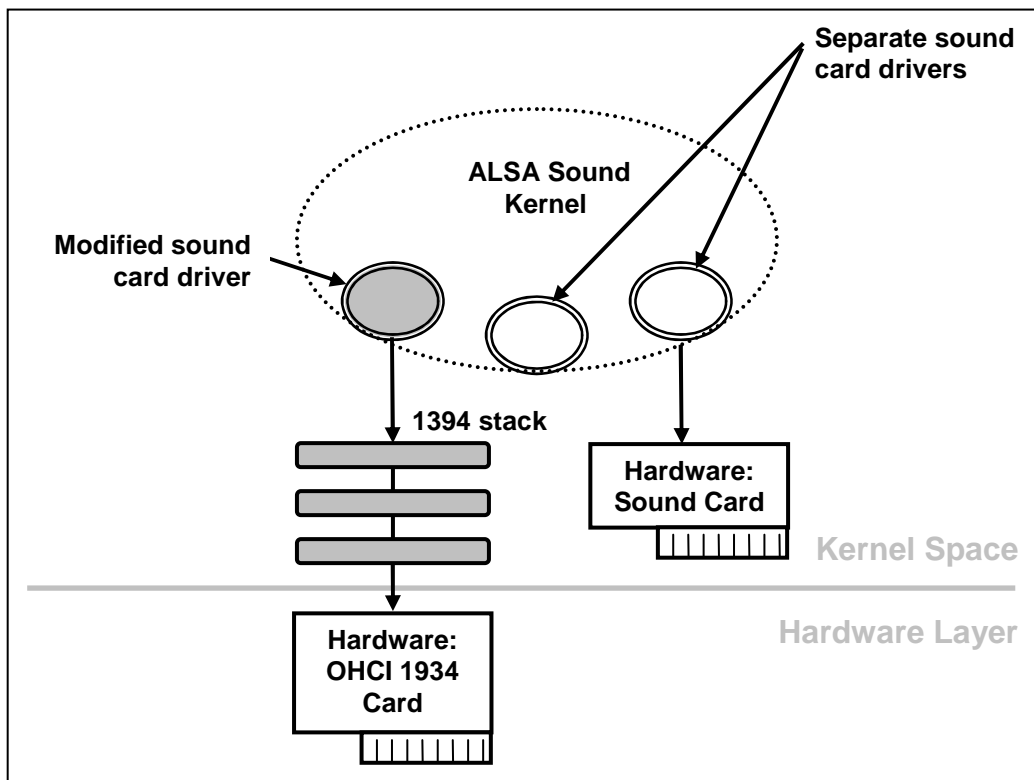 Separate sound
card drivers
ALSA Sound
Kernel
Modified sound
card driver
1394 stack
Hardware:
Sound Card
Kernel Space
Hardware Layer
Hardware:
OHCI 1934
Card